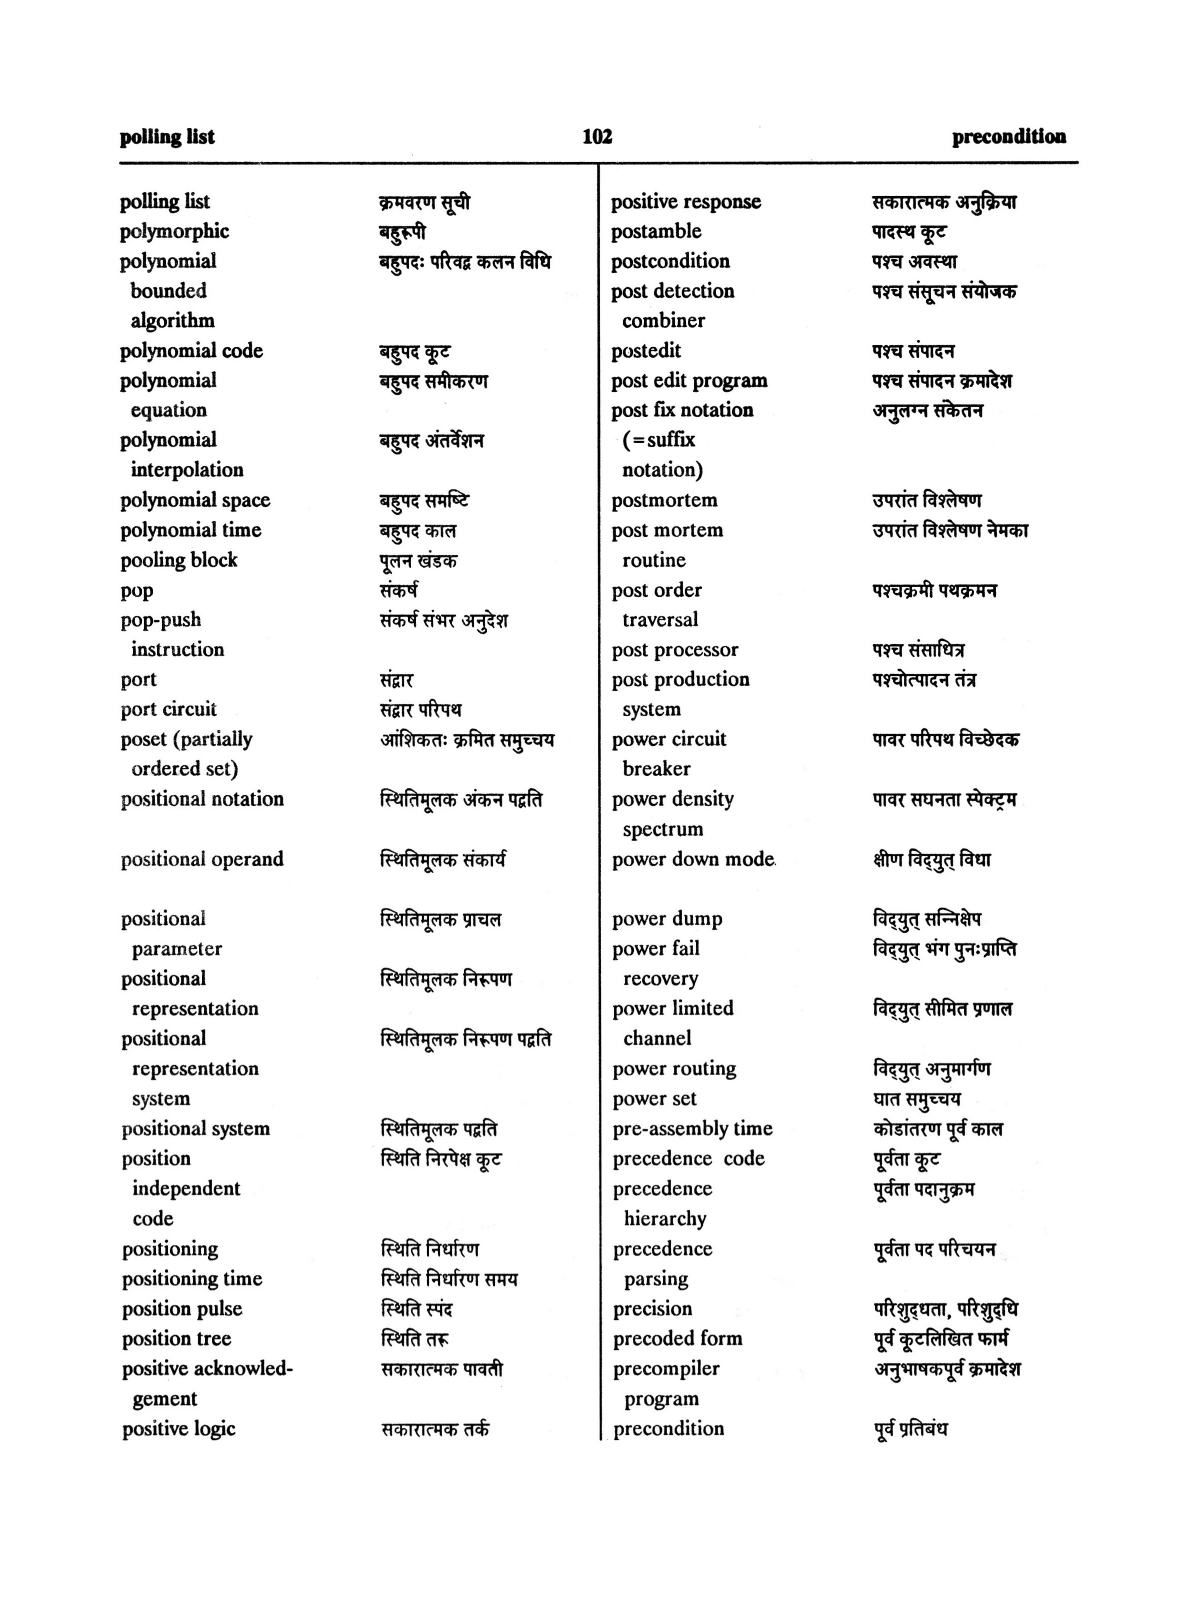 polling list 102 precondition
polling list क्रमवरण सूची
polymorphic बहुरूपी
polynomial बहुपदः परिवद्ध कलन विधि
bounded
algorithm
polynomial code बहुपद कूट
polynomial बहुपद समीकरण
equation
polynomial बहुपद अंतर्वेशन
interpolation
polynomial space बहुपद समष्टि
polynomial time बहुपद काल
pooling block पूलन खंडक
pop संकर्ष
pop-push संकर्ष संभर अनुदेश
instruction
port संद्वार
port circuit संद्वार परिपथ
poset (partially आंशिकतः क्रमित समुच्चय
ordered set)
positional notation स्थितिमूलक अंकन पद्धति
positional operand स्थितिमूलक संकार्य
positional स्थितिमूलक प्राचल
parameter
positional स्थितिमूलक निरूपण
representation
positional स्थितिमूलक निरूपण पद्धति
representation
system
positional system स्थितिमूलक पद्धति
position स्थिति निरपेक्ष कूट
independent
code
positioning स्थिति निर्धारण
positioning time स्थिति निर्धारण समय
position pulse स्थिति स्पंद
position tree स्थिति तरू
positive acknowled- सकारात्मक पावती
gement
positive logic सकारात्मक तर्क
positive response सकारात्मक अनुक्रिया
postamble पादस्थ कूट
postcondition पश्च अवस्था
post detection पश्च संसूचन संयोजक
combiner
postedit पश्च संपादन
post edit program पश्च संपादन क्रमादेश
post fix notation अनुलग्न संकेतन
(=suffix
notation)
postmortem उपरांत विश्लेषण
post mortem उपरांत विश्लेषण नेमका
routine
post order पश्चक्रमी पथक्रमन
traversal
post processor पश्च संसाधित्र
post production पश्चोत्पादन तंत्र
system
power circuit पावर परिपथ विच्छेदक
breaker
power density पावर सघनता स्पेक्ट्रम
spectrum
power down mode क्षीण विद्युत् विधा
power dump विद्युत् सन्निक्षेप
power fail विद्युत् भंग पुनःप्राप्ति
recovery
power limited विद्युत् सीमित प्रणाल
channel
power routing विद्युत् अनुमार्गण
power set घात समुच्चय
pre-assembly time कोडांतरण पूर्व काल
precedence code पूर्वता कूट
precedence पूर्वता पदानुक्रम
hierarchy
precedence पूर्वता पद परिचयन
parsing
precision परिशुद्धता, परिशुद्धि
precoded form पूर्व कूटलिखित फार्म
precompiler अनुभाषकपूर्व क्रमादेश
program
precondition पूर्व प्रतिबंध